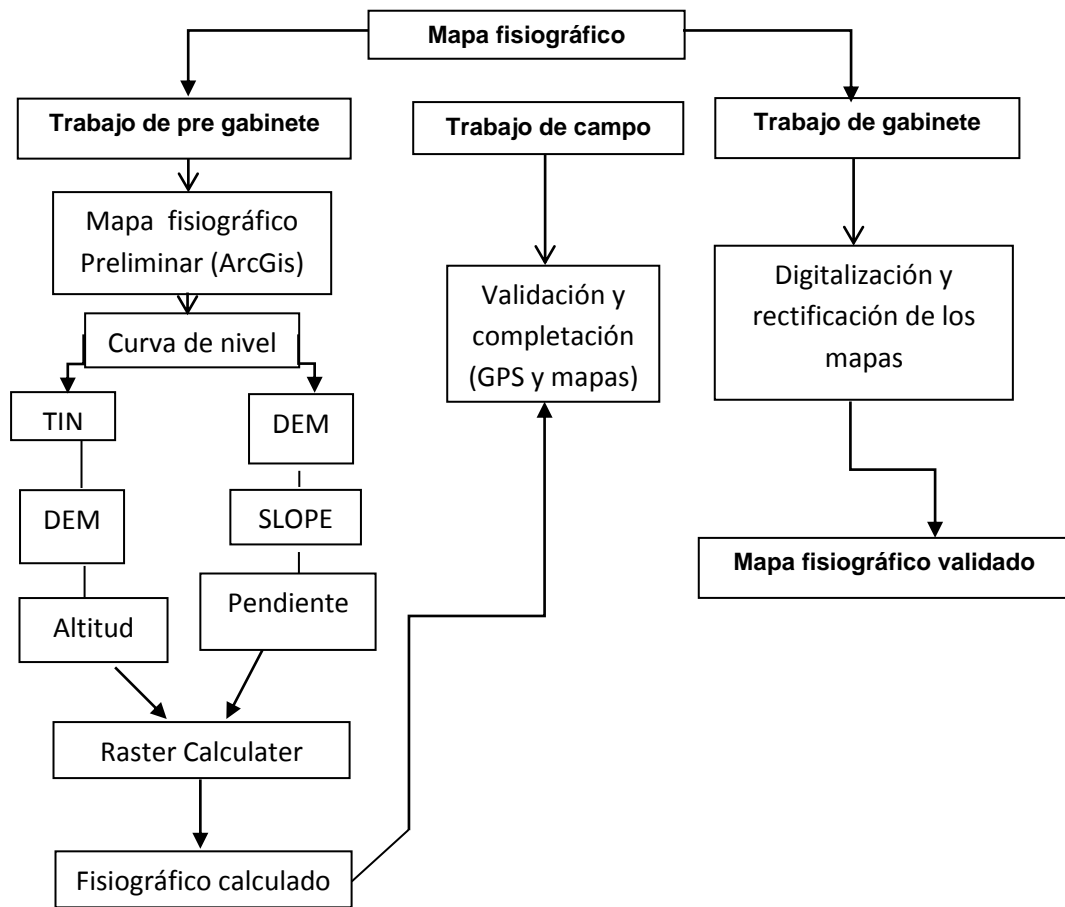 Mapa fisiográfico
Trabajo de pre gabinete
Trabajo de campo
Trabajo de gabinete
Mapa fisiográfico
Preliminar (ArcGis)
Validación y
completación
(GPS y mapas)
Digitalización y
rectificación de los
mapas
Curva de nivel
TIN
DEM
DEM
SLOPE
Mapa fisiográfico validado
Altitud
Pendiente
Raster Calculater
Fisiográfico calculado